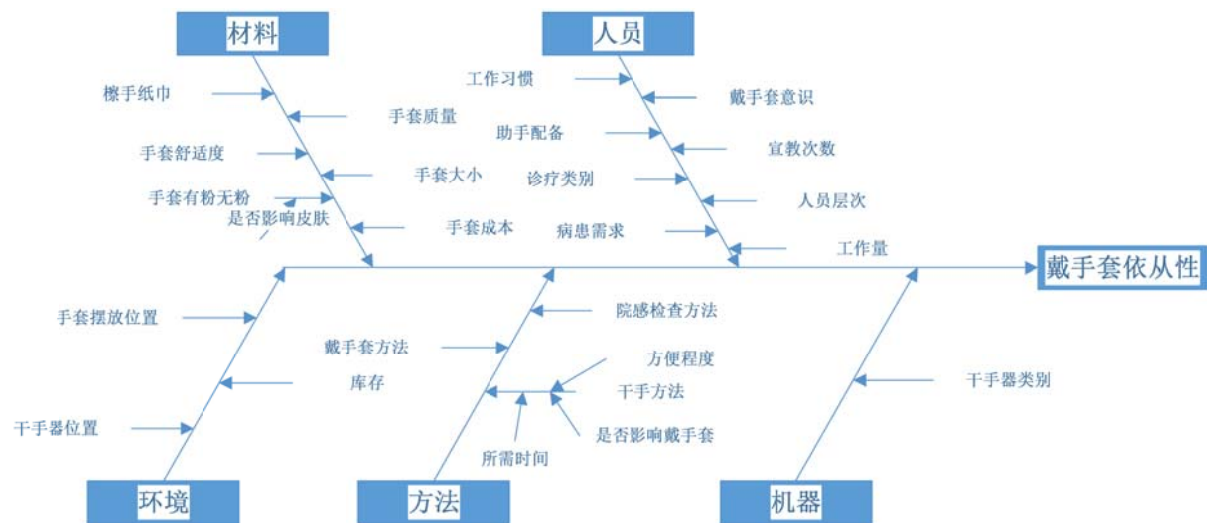 材料
人员
工作习惯
檫手纸巾
戴手套意识
手套质量
助手配备
宣教次数
手套舒适度
手套大小
诊疗类别
手套有粉无粉
人员层次
是否影响皮肤
手套成本
病患需求
工作量
戴手套依从性
院感检查方法
手套摆放位置
戴手套方法
方便程度
库存
干手器类别
干手方法
干手器位置
是否影响戴手套
所需时间
环境
方法
机器